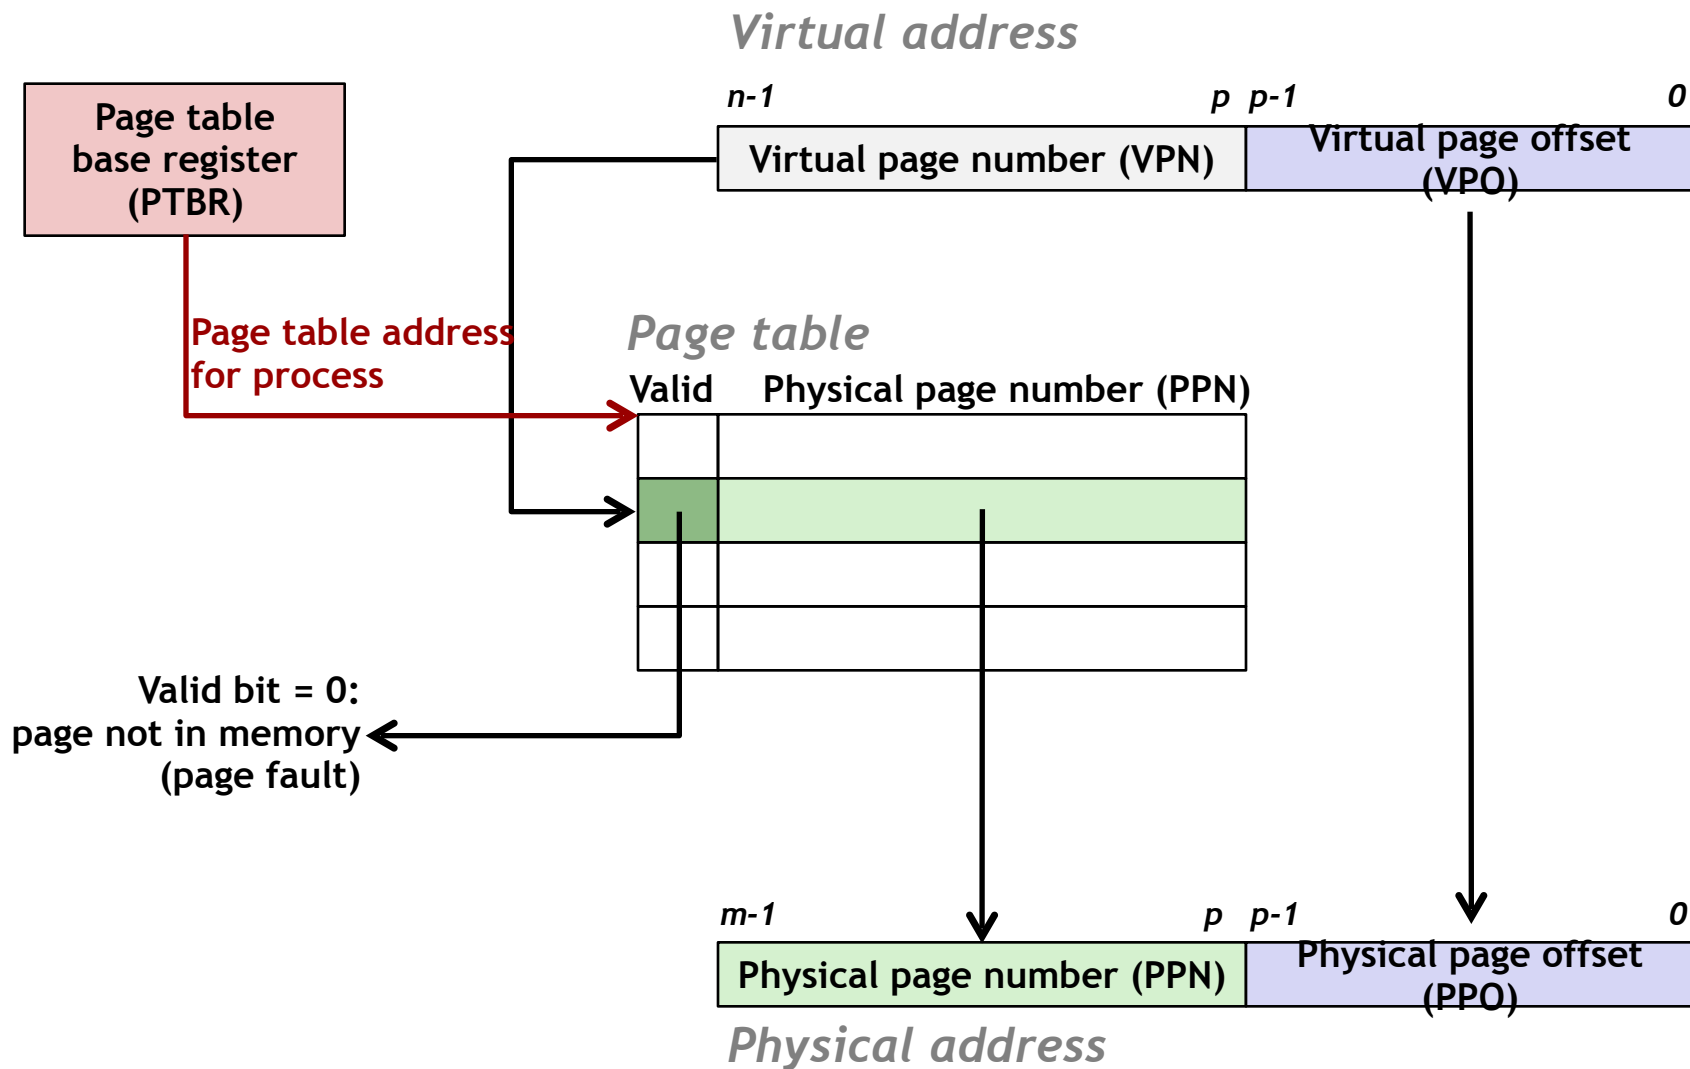 Virtual address
Page table
base register
(PTBR)
n-1
p
p-1
0
Virtual page number (VPN)
Virtual page offset
(VPO)
Page table address
for process
Page table
Valid
Physical page number (PPN)
Valid bit = 0:
page not in memory
(page fault)
m-1
p
p-1
0
Physical page number (PPN)
Physical page offset
(PPO)
Physical address